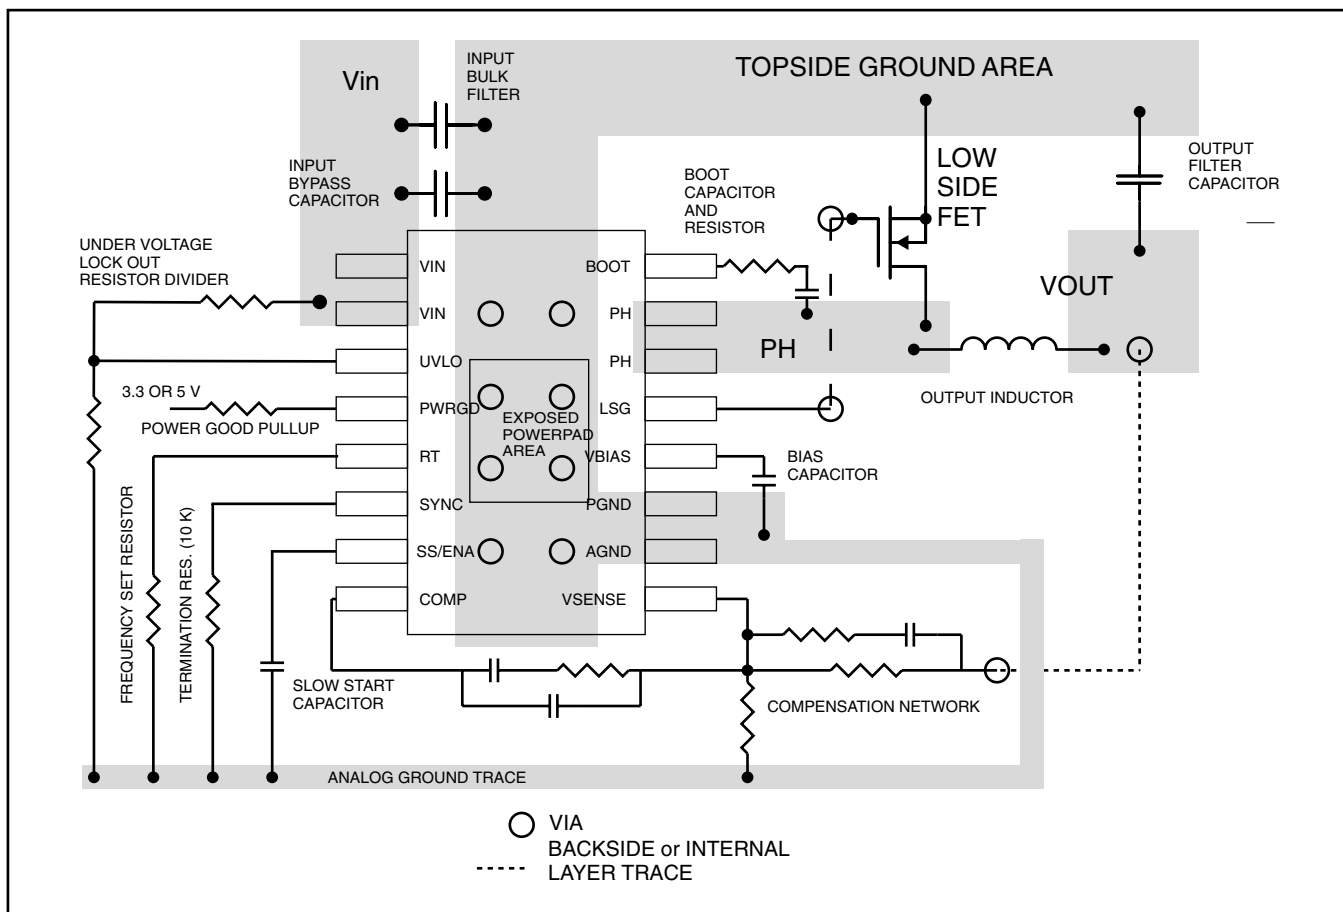 Vin
INPUT
BULK
FILTER
TOPSIDE GROUND AREA
INPUT
BYPASS
CAPACITOR
BOOT
CAPACITOR
AND
RESISTOR
LOW
SIDE
FET
OUTPUT
FILTER
CAPACITOR
UNDER VOLTAGE
LOCK OUT
RESISTOR DIVIDER
VOUT
VIN
VIN
UVLO
PWRGD
RT
SYNC
SS/ENA
COMP
BOOT
PH
PH
LSG
VBIAS
PGND
AGND
VSENSE
EXPOSED
POWERPAD
AREA
PH
OUTPUT INDUCTOR
3.3 OR 5 V
POWER GOOD PULLUP
BIAS
CAPACITOR
FREQUENCY SET RESISTOR
TERMINATION RES. (10 K)
SLOW START
CAPACITOR
COMPENSATION NETWORK
ANALOG GROUND TRACE
VIA
BACKSIDE or INTERNAL
LAYER TRACE